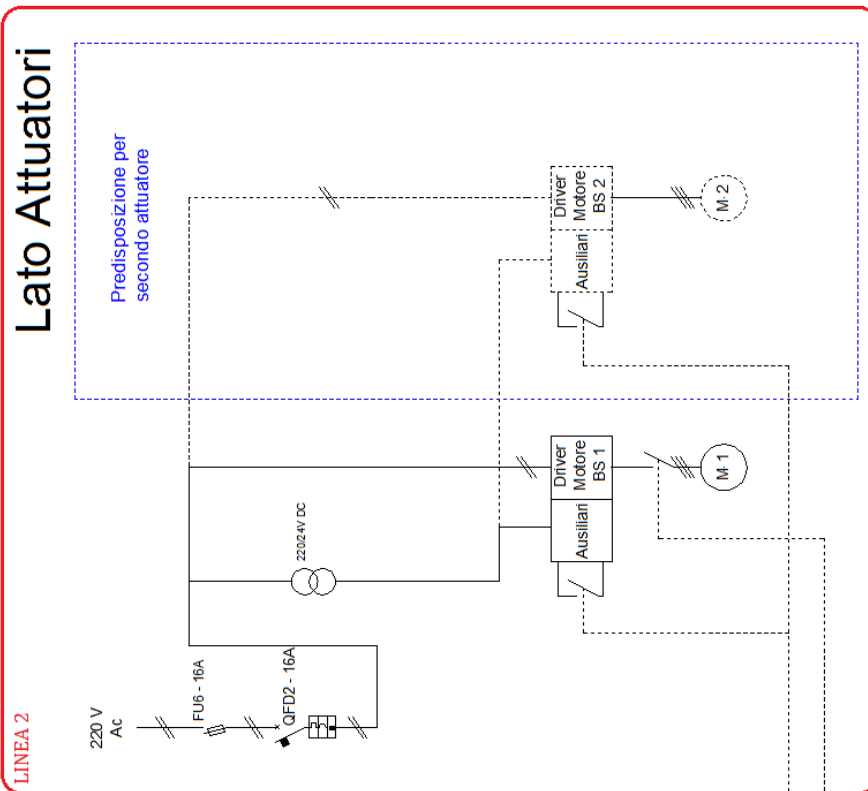 Lato Attuatori
LINEA 2
Predisposizione per
secondo attuatore
Driver
Motore
BS 2
Ausiliari
M 2
Driver
Motore
BS 1
Ausiliari
M 1
220/24V DC
220 V
Ac
FU6 - 16A
QFD2 - 16A